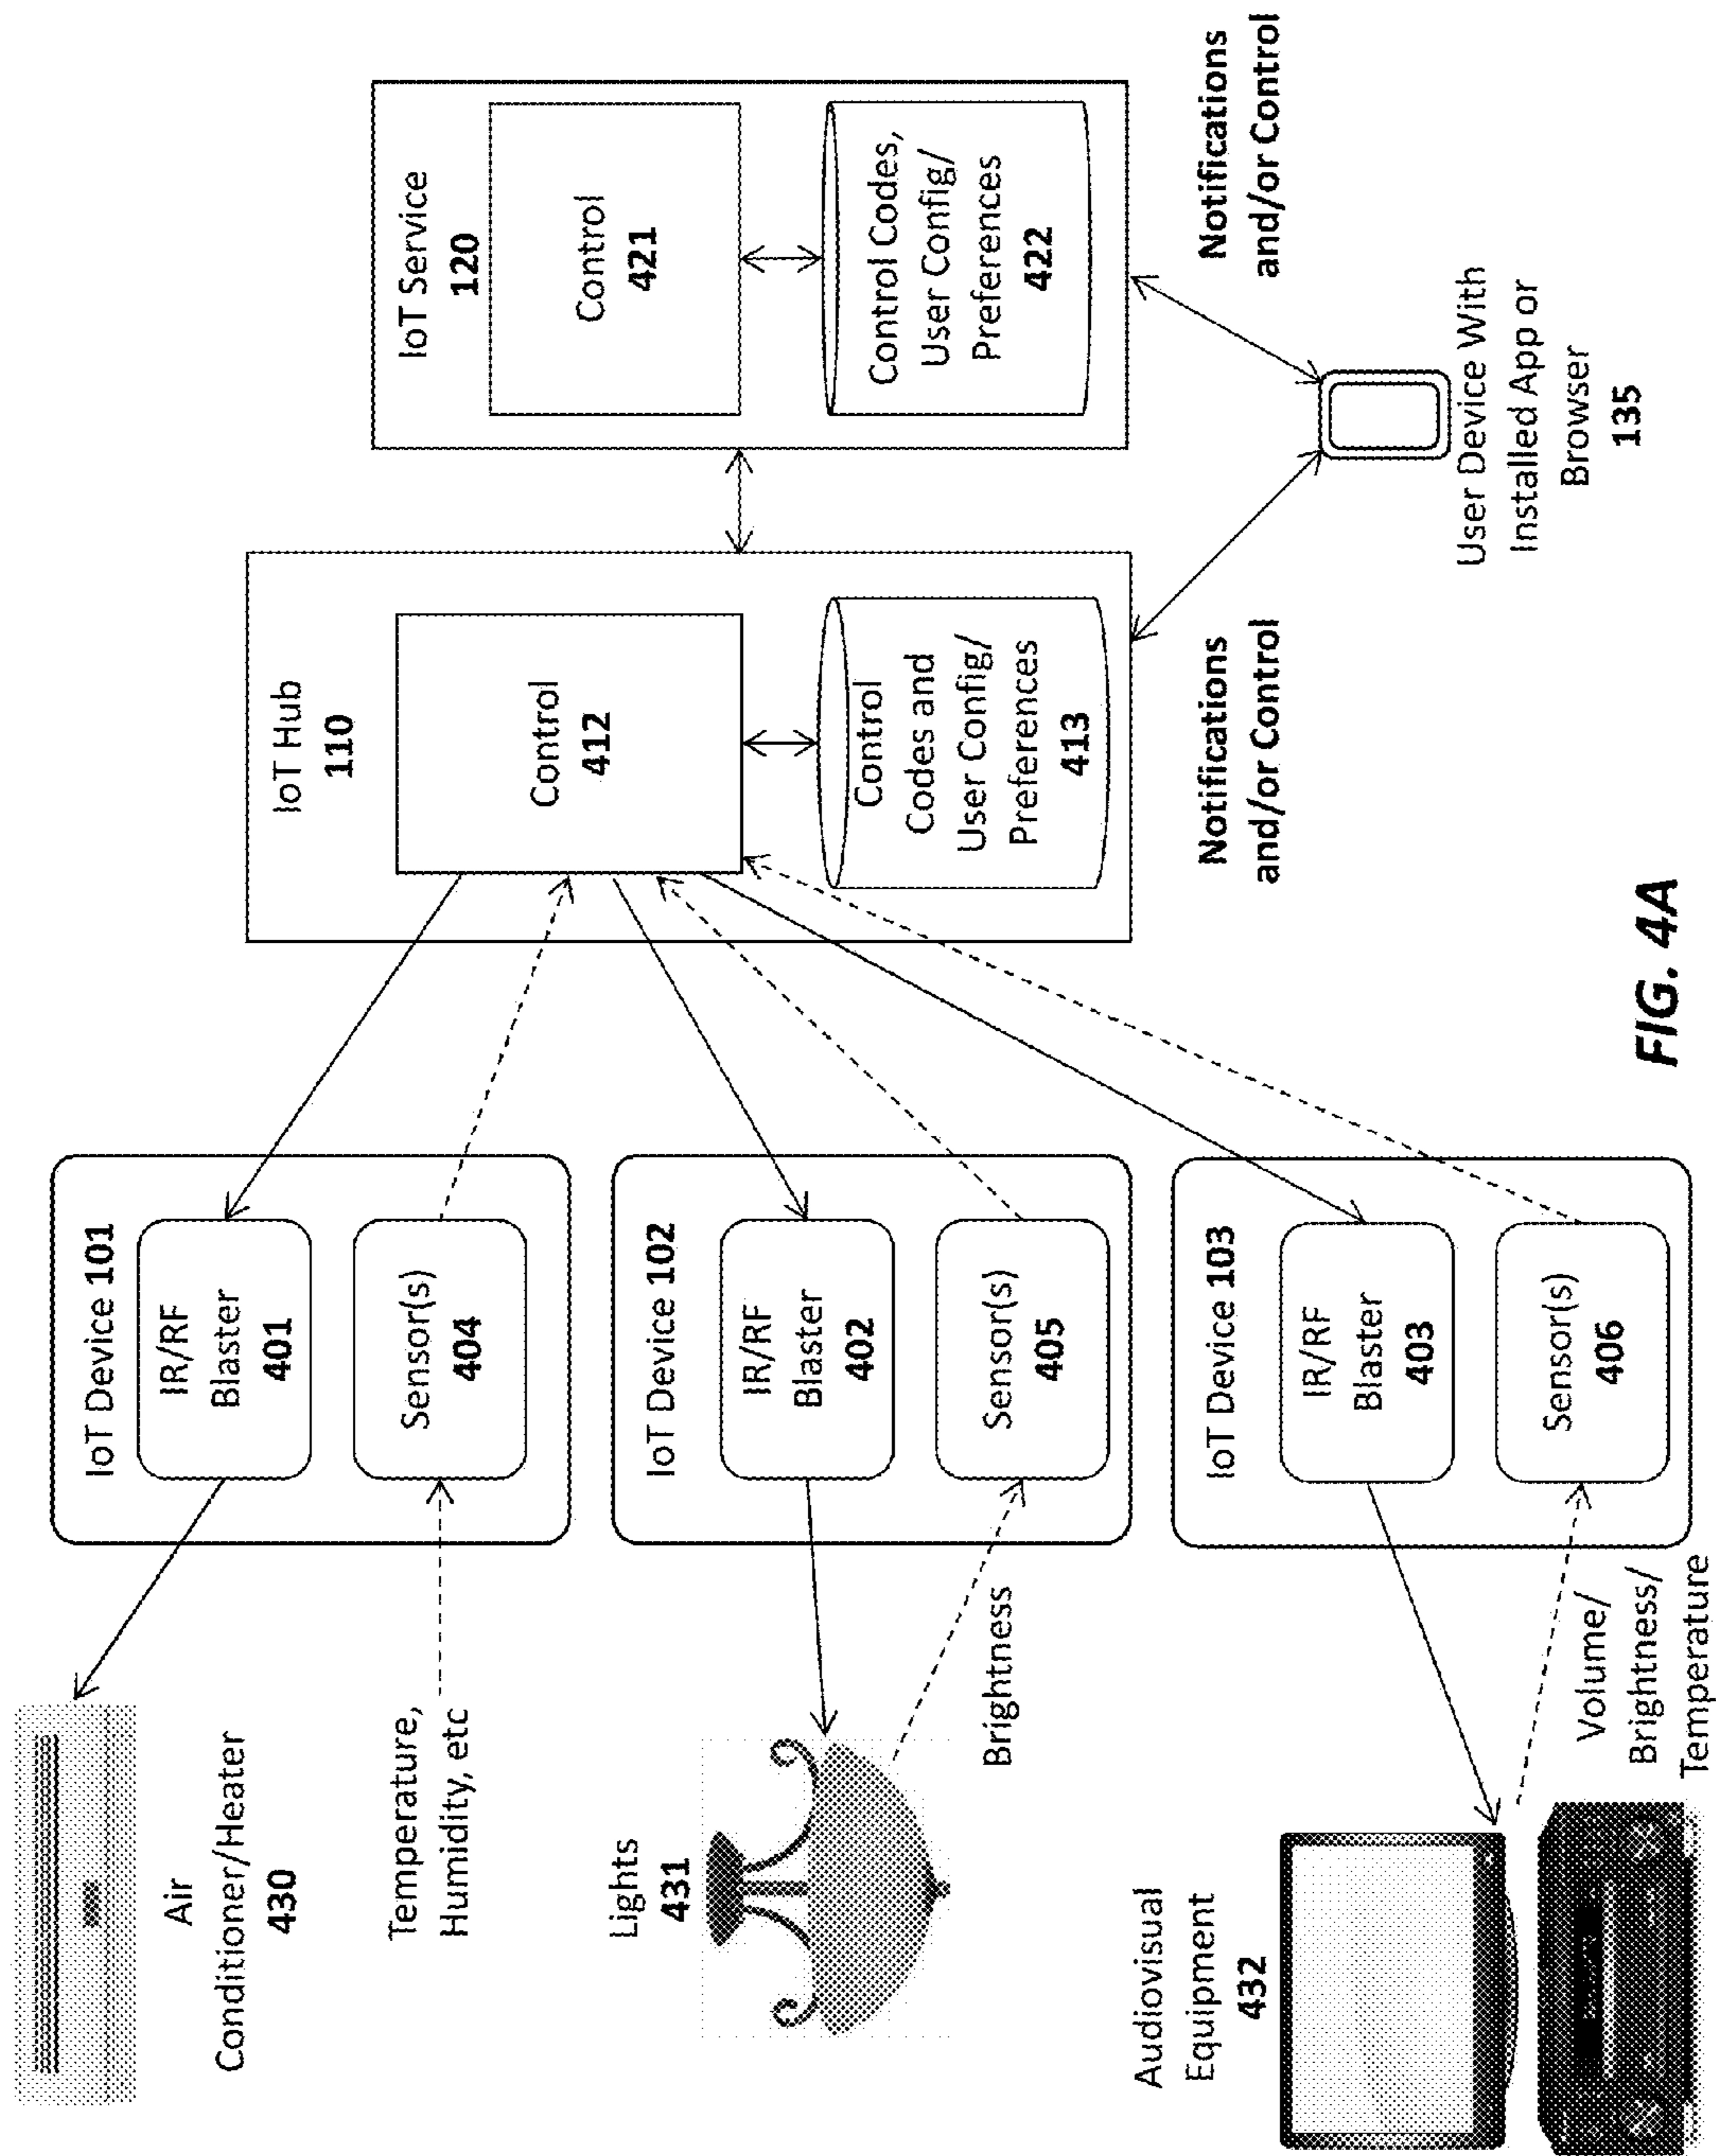 Air
Conditioner/Heater
430
Temperature,
Humidity, etc
Lights
431
Brightness
Audiovisual
Equipment
432
Volume/
Brightness/
Temperature
IoT Device 101
IR/RF
Blaster
401
Sensor(s)
404
IoT Device 102
IR/RF
Blaster
402
Sensor(s)
405
IoT Device 103
IR/RF
Blaster
403
Sensor(s)
406
IoT Hub
110
Control
412
Control
Codes and
User Config/
Preferences
413
Notifications
and/or Control
IoT Service
120
Control
421
Control Codes,
User Config/
Preferences
422
Notifications
and/or Control
User Device With
Installed App or
Browser
135
FIG. 4A